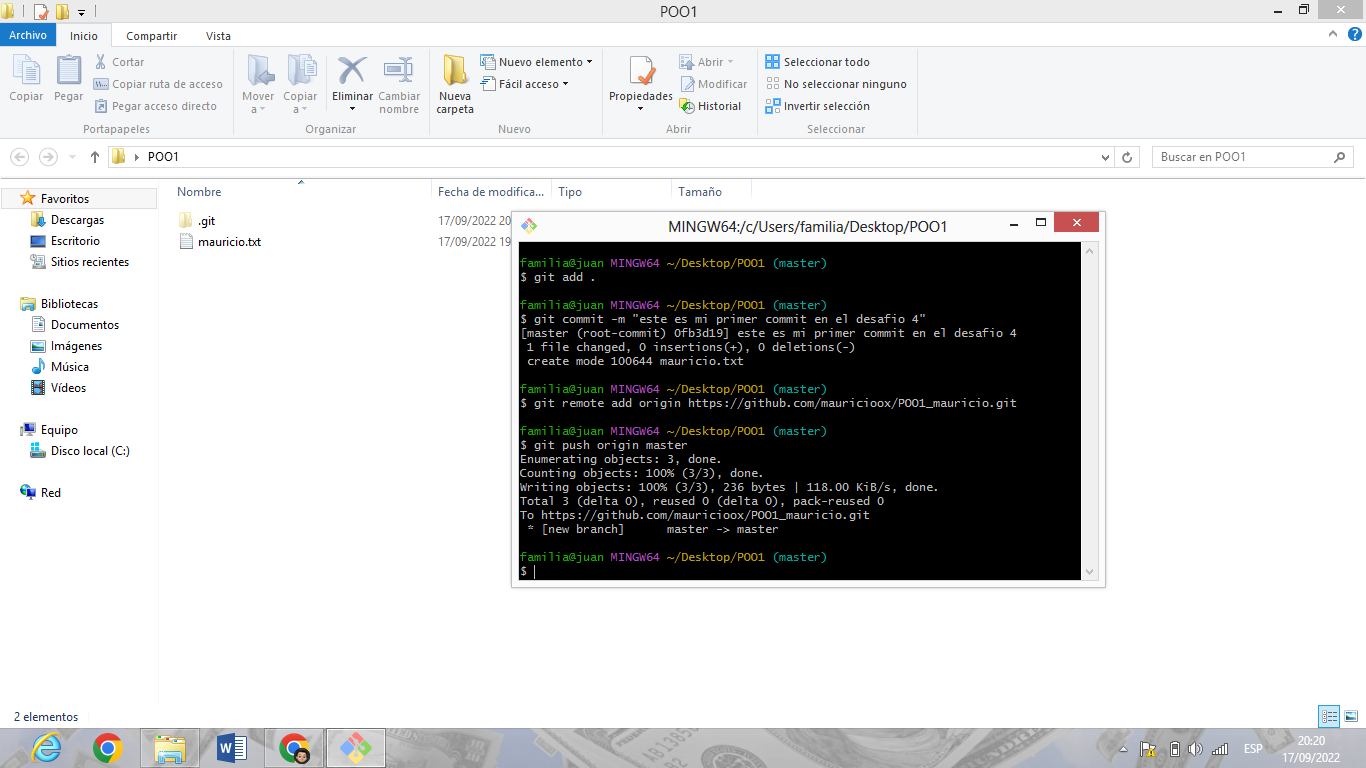 POO1
Archivo Inicio Compartir Vista
Copiar
Pegar
Cortar
Copiar ruta de acceso
Pegar acceso directo
Portapapeles
Mover a
Copiar a
Eliminar
Cambiar nombre
Organizar
Nueva carpeta
Nuevo elemento
Fácil acceso
Nuevo
Propiedades
Abrir
Modificar
Historial
Abrir
Seleccionar todo
No seleccionar ninguno
Invertir selección
Seleccionar
POO1
Buscar en POO1
Nombre Fecha de modifica... Tipo Tamaño
.git 17/09/2022 20
mauricio.txt 17/09/2022 19
Favoritos
Descargas
Escritorio
Sitios recientes
Bibliotecas
Documentos
Imágenes
Música
Vídeos
Equipo
Disco local (C:)
Red
MINGW64:/c/Users/familia/Desktop/POO1
familia@juan MINGW64 ~/Desktop/POO1 (master)
$ git add .
familia@juan MINGW64 ~/Desktop/POO1 (master)
$ git commit -m "este es mi primer commit en el desafio 4"
[master (root-commit) 0fb3d19] este es mi primer commit en el desafio 4
1 file changed, 0 insertions(+), 0 deletions(-)
create mode 100644 mauricio.txt
familia@juan MINGW64 ~/Desktop/POO1 (master)
$ git remote add origin https://github.com/mauricioox/POO1_mauricio.git
familia@juan MINGW64 ~/Desktop/POO1 (master)
$ git push origin master
Enumerating objects: 3, done.
Counting objects: 100% (3/3), done.
Writing objects: 100% (3/3), 236 bytes | 118.00 KiB/s, done.
Total 3 (delta 0), reused 0 (delta 0), pack-reused 0
To https://github.com/mauricioox/POO1_mauricio.git
* [new branch] master -> master
familia@juan MINGW64 ~/Desktop/POO1 (master)
$
2 elementos
ESP
20:20
17/09/2022